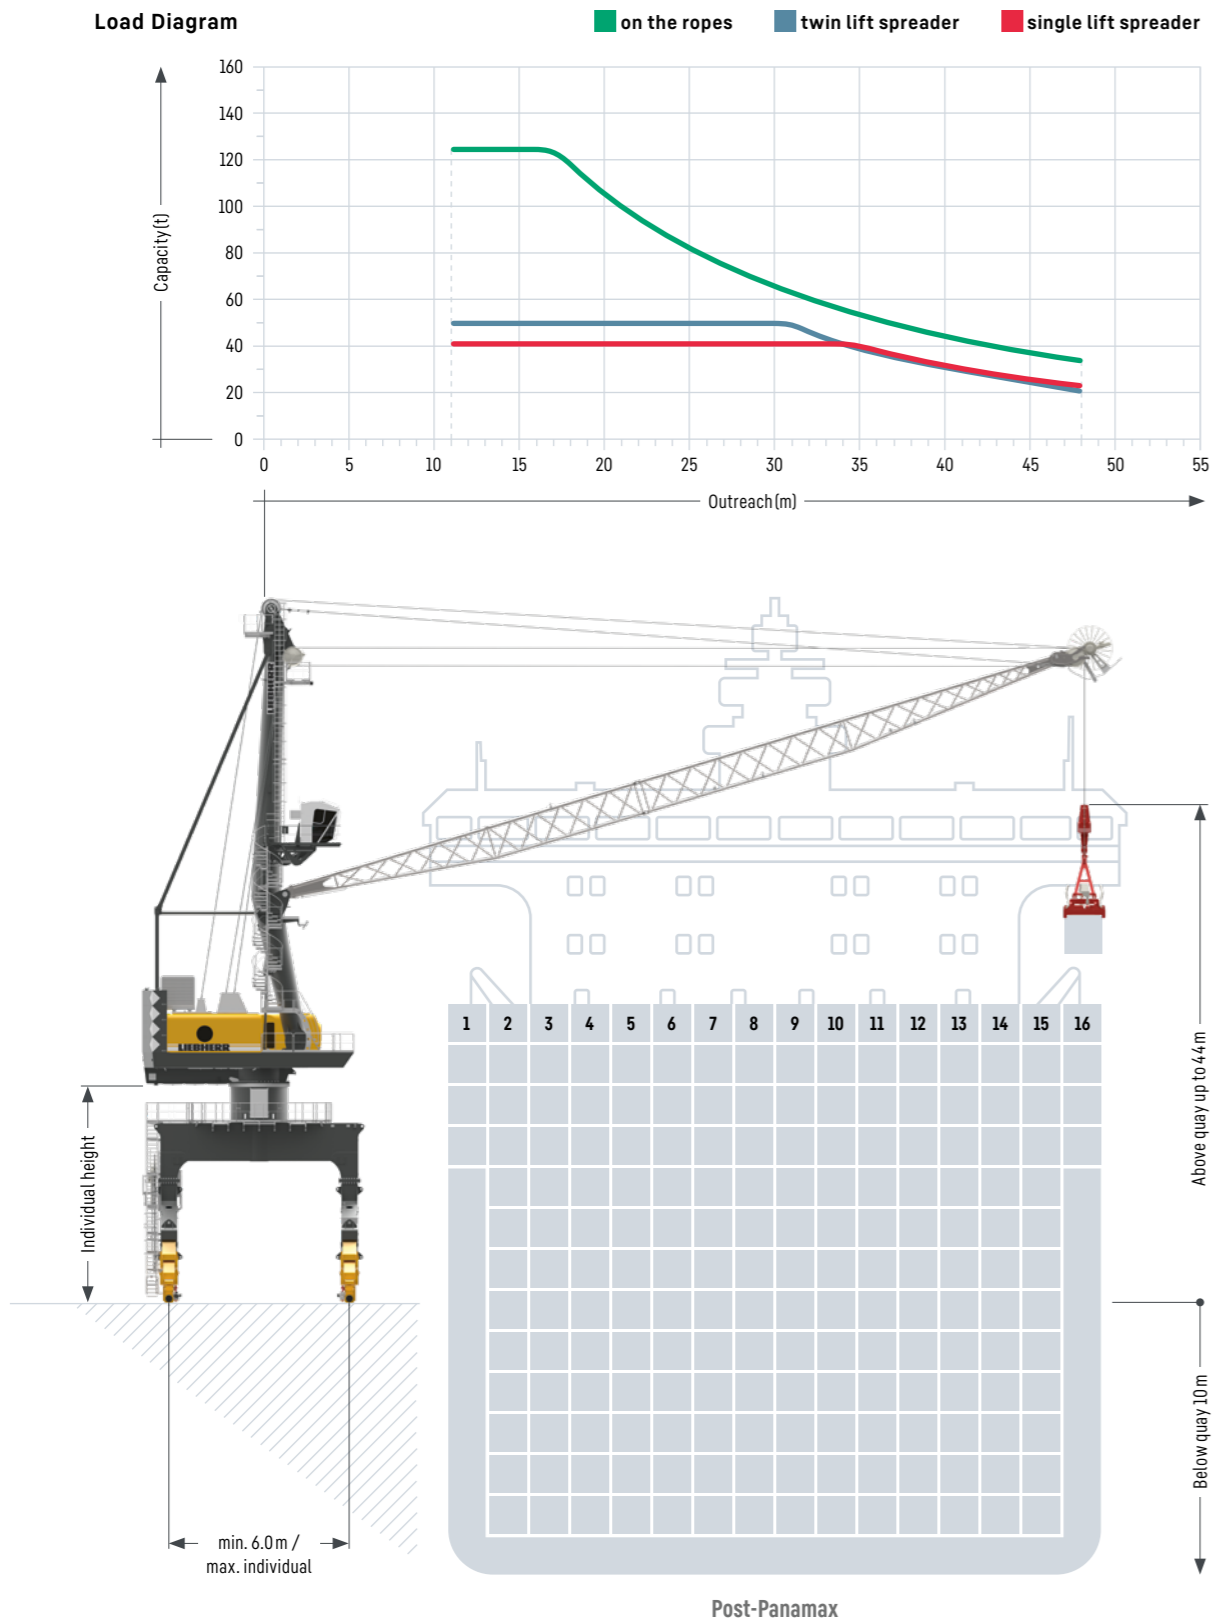 Load Diagram
on the ropes
twin lift spreader
single lift spreader
160
140
120
100
80
60
40
20
0
Capacity (t)
0 5 10 15 20 25 30 35 40 45 50 55
Outreach (m)
LIEBHERR
1 2 3 4 5 6 7 8 9 10 11 12 13 14 15 16
Individual height
Above quay up to 44 m
Below quay 10 m
min. 6.0 m /
max. individual
Post-Panamax